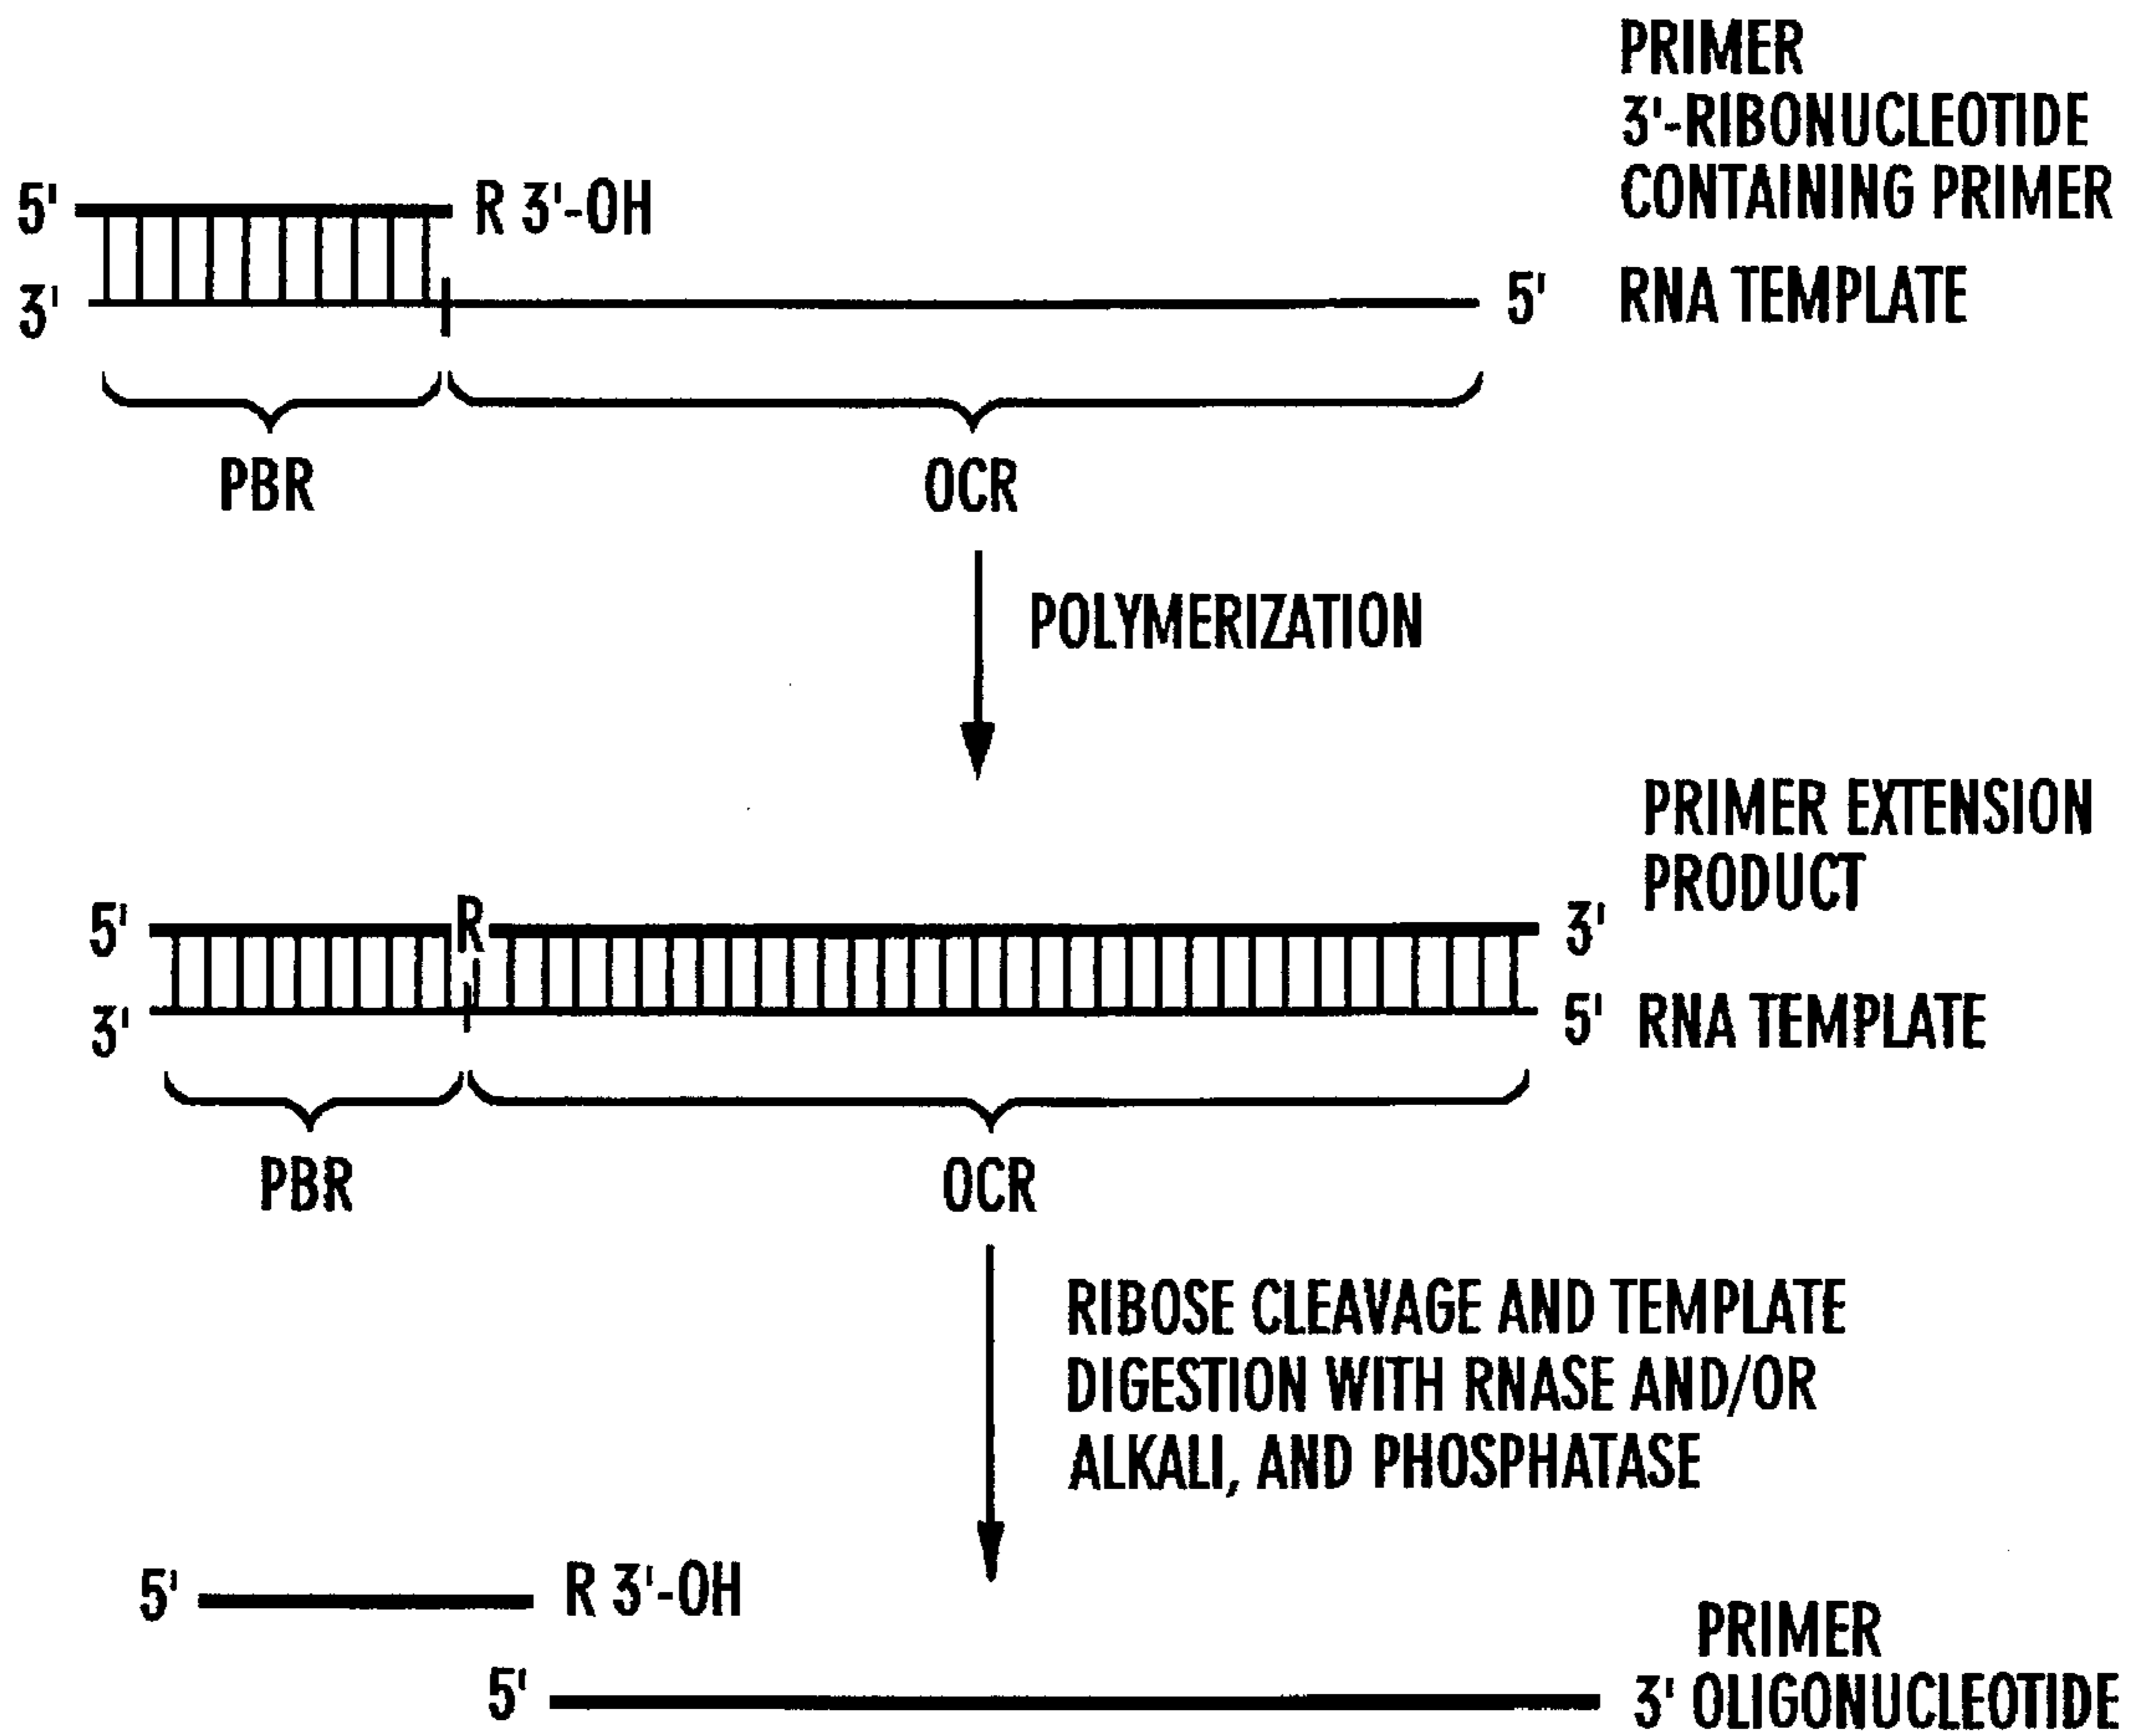 PRIMER
3'-RIBONUCLEOTIDE
CONTAINING PRIMER
5' R 3'-OH
3' 5' RNA TEMPLATE
PBR OCR
POLYMERIZATION
PRIMER EXTENSION
PRODUCT
5' R 3'
3' 5' RNA TEMPLATE
PBR OCR
RIBOSE CLEAVAGE AND TEMPLATE
DIGESTION WITH RNASE AND/OR
ALKALI, AND PHOSPHATASE
5' R 3'-OH
PRIMER
5' 3' OLIGONUCLEOTIDE